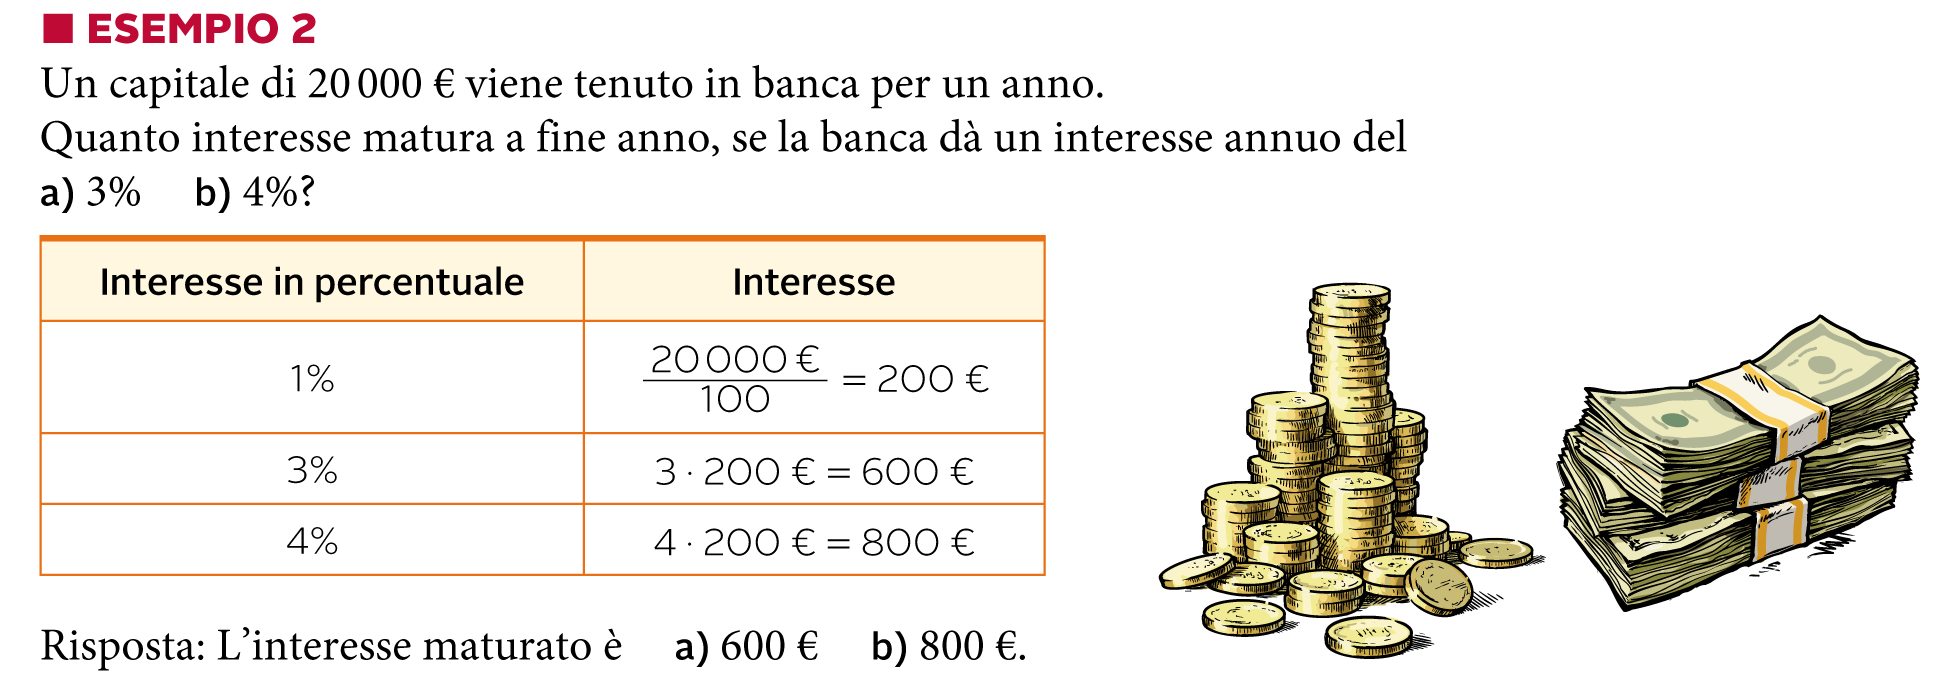 ESEMPIO 2
Un capitale di 20 000 € viene tenuto in banca per un anno.
Quanto interesse matura a fine anno, se la banca dà un interesse annuo del
a) 3% b) 4%?
Interesse in percentuale Interesse
1% 20 000 € / 100 = 200 €
3% 3 · 200 € = 600 €
4% 4 · 200 € = 800 €
Risposta: L’interesse maturato è a) 600 € b) 800 €.